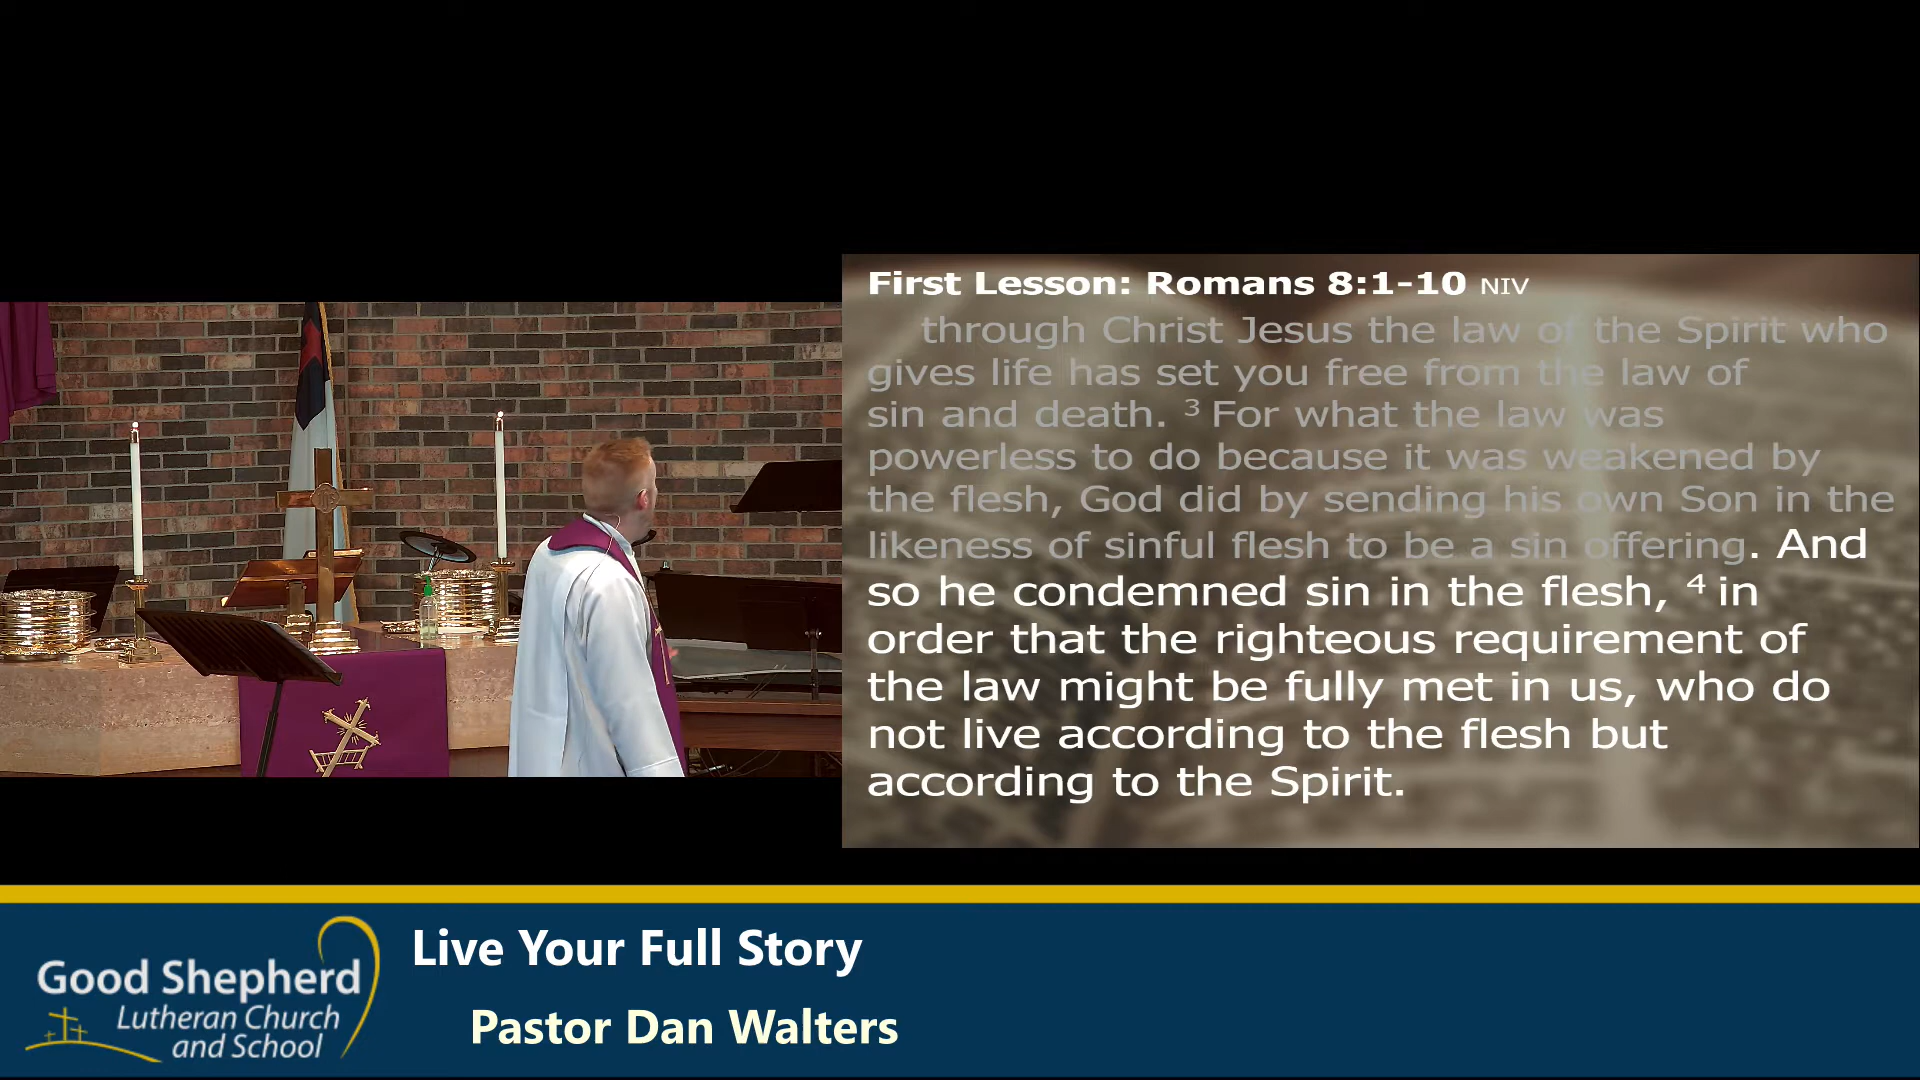 First Lesson: Romans 8:1-10 NIV
through Christ Jesus the law of the Spirit who
gives life has set you free from the law of
sin and death. ³ For what the law was
powerless to do because it was weakened by
the flesh, God did by sending his own Son in the
likeness of sinful flesh to be a sin offering. And
so he condemned sin in the flesh, ⁴ in
order that the righteous requirement of
the law might be fully met in us, who do
not live according to the flesh but
according to the Spirit.
Good Shepherd
Lutheran Church
and School
Live Your Full Story
Pastor Dan Walters